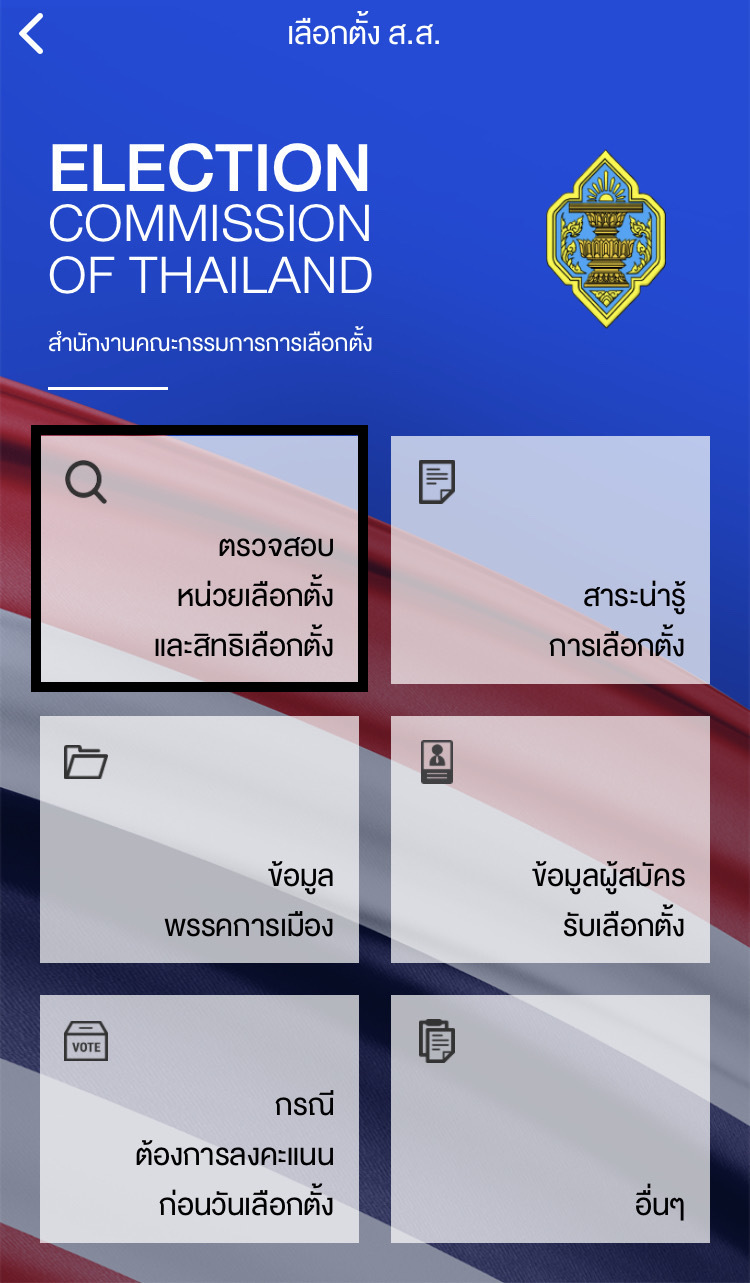 เลือกตั้ง ส.ส.
ELECTION
COMMISSION
OF THAILAND
สำนักงานคณะกรรมการการเลือกตั้ง
ตรวจสอบ
หน่วยเลือกตั้ง
และสิทธิเลือกตั้ง
สาระน่ารู้
การเลือกตั้ง
ข้อมูล
พรรคการเมือง
ข้อมูลผู้สมัคร
รับเลือกตั้ง
VOTE
กรณี
ต้องการลงคะแนน
ก่อนวันเลือกตั้ง
อื่นๆ